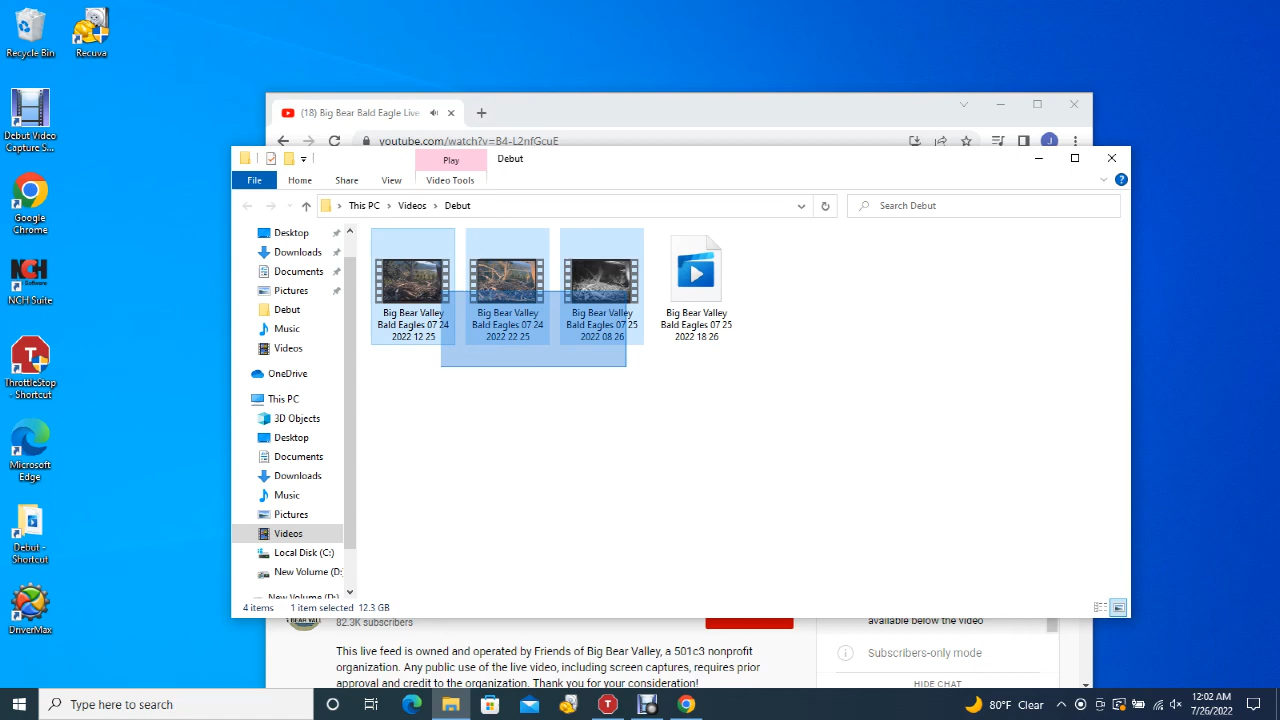 Recycle Bin
Recuva
Debut Video
Capture S...
Google
Chrome
NCH
Software
NCH Suite
T
ThrottleStop
- Shortcut
Microsoft
Edge
Debut -
Shortcut
DriverMax
(18) Big Bear Bald Eagle Live
youtube.com/watch?v=B4-L2nfGcuE
J
Play
Debut
File
Home
Share
View
Video Tools
This PC
Videos
Debut
Search Debut
Desktop
Downloads
Documents
Pictures
Debut
Music
Videos
OneDrive
This PC
3D Objects
Desktop
Documents
Downloads
Music
Pictures
Videos
Local Disk (C:)
New Volume (D:
New Volume (D:)
Big Bear Valley
Bald Eagles 07 24
2022 12 25
Big Bear Valley
Bald Eagles 07 24
2022 22 25
Big Bear Valley
Bald Eagles 07 25
2022 08 26
Big Bear Valley
Bald Eagles 07 25
2022 18 26
4 items
1 item selected 12.3 GB
82.3K subscribers
This live feed is owned and operated by Friends of Big Bear Valley, a 501c3 nonprofit
organization. Any public use of the live video, including screen captures, requires prior
approval and credit to the organization. Thank you for your consideration!
available below the video
Subscribers-only mode
HIDE CHAT
Type here to search
T
80°F Clear
12:02 AM
7/26/2022